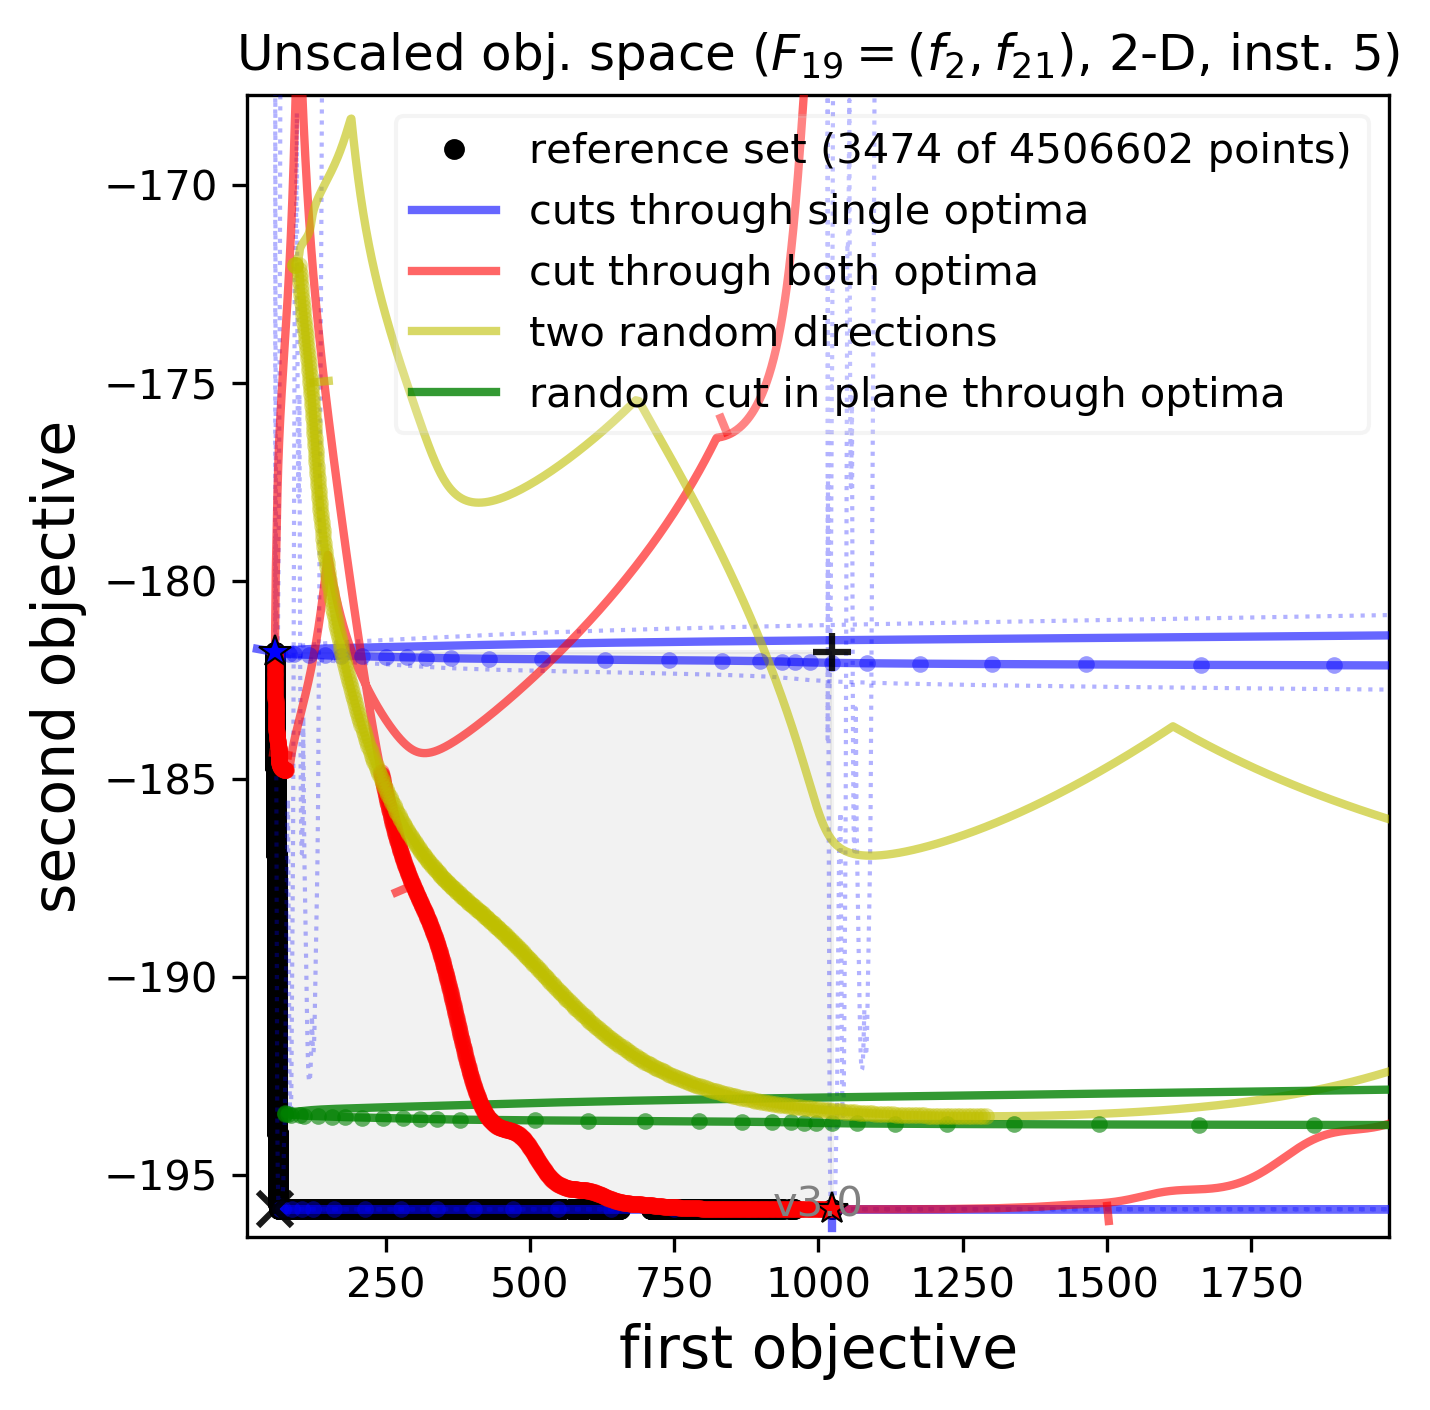 Unscaled obj. space (F₁₉ = (f₂, f₂₁), 2-D, inst. 5)
reference set (3474 of 4506602 points)
cuts through single optima
cut through both optima
two random directions
random cut in plane through optima
second objective
−170
−175
−180
−185
−190
−195
v3.0
250 500 750 1000 1250 1500 1750
first objective